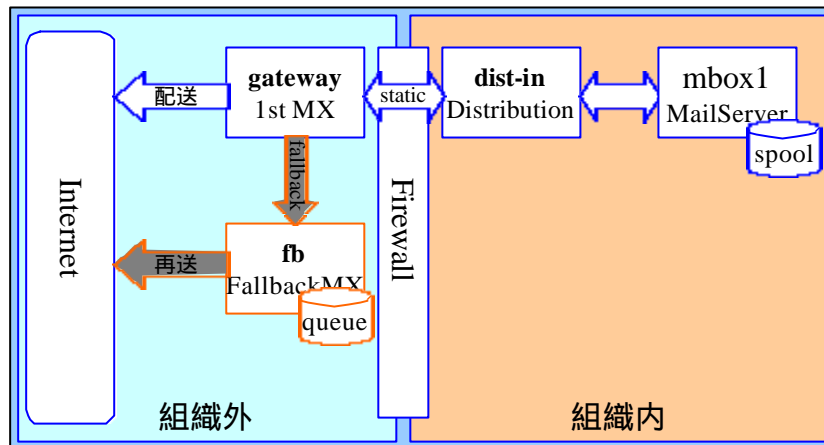 Internet
配送
gateway
1st MX
fallback
再送
fb
FallbackMX
queue
static
Firewall
dist-in
Distribution
mbox1
MailServer
spool
組織外
組織内